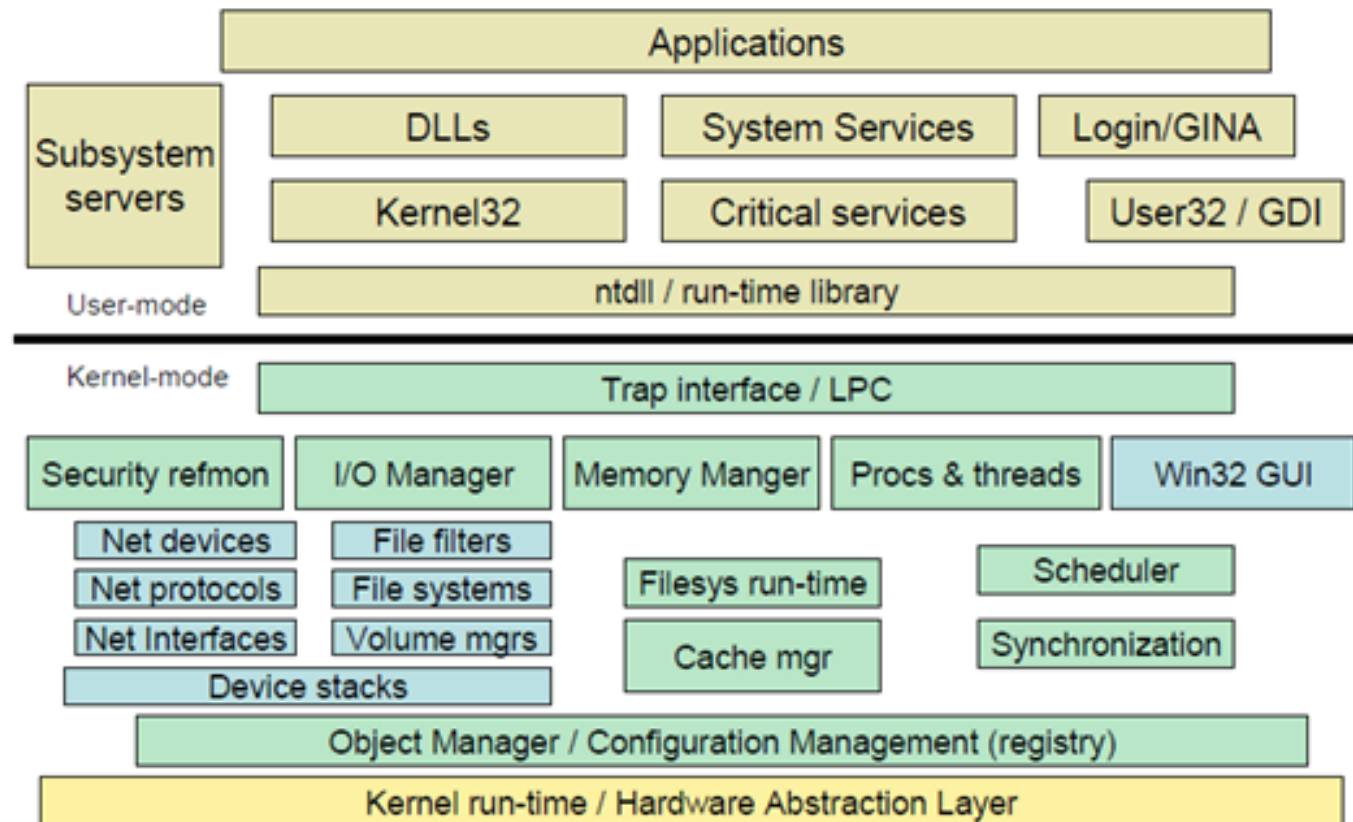 Applications
Subsystem
servers
DLLs
System Services
Login/GINA
Kernel32
Critical services
User32 / GDI
ntdll / run-time library
User-mode
Kernel-mode
Trap interface / LPC
Security refmon
I/O Manager
Memory Manger
Procs & threads
Win32 GUI
Net devices
File filters
Net protocols
File systems
Filesys run-time
Scheduler
Net Interfaces
Volume mgrs
Cache mgr
Synchronization
Device stacks
Object Manager / Configuration Management (registry)
Kernel run-time / Hardware Abstraction Layer